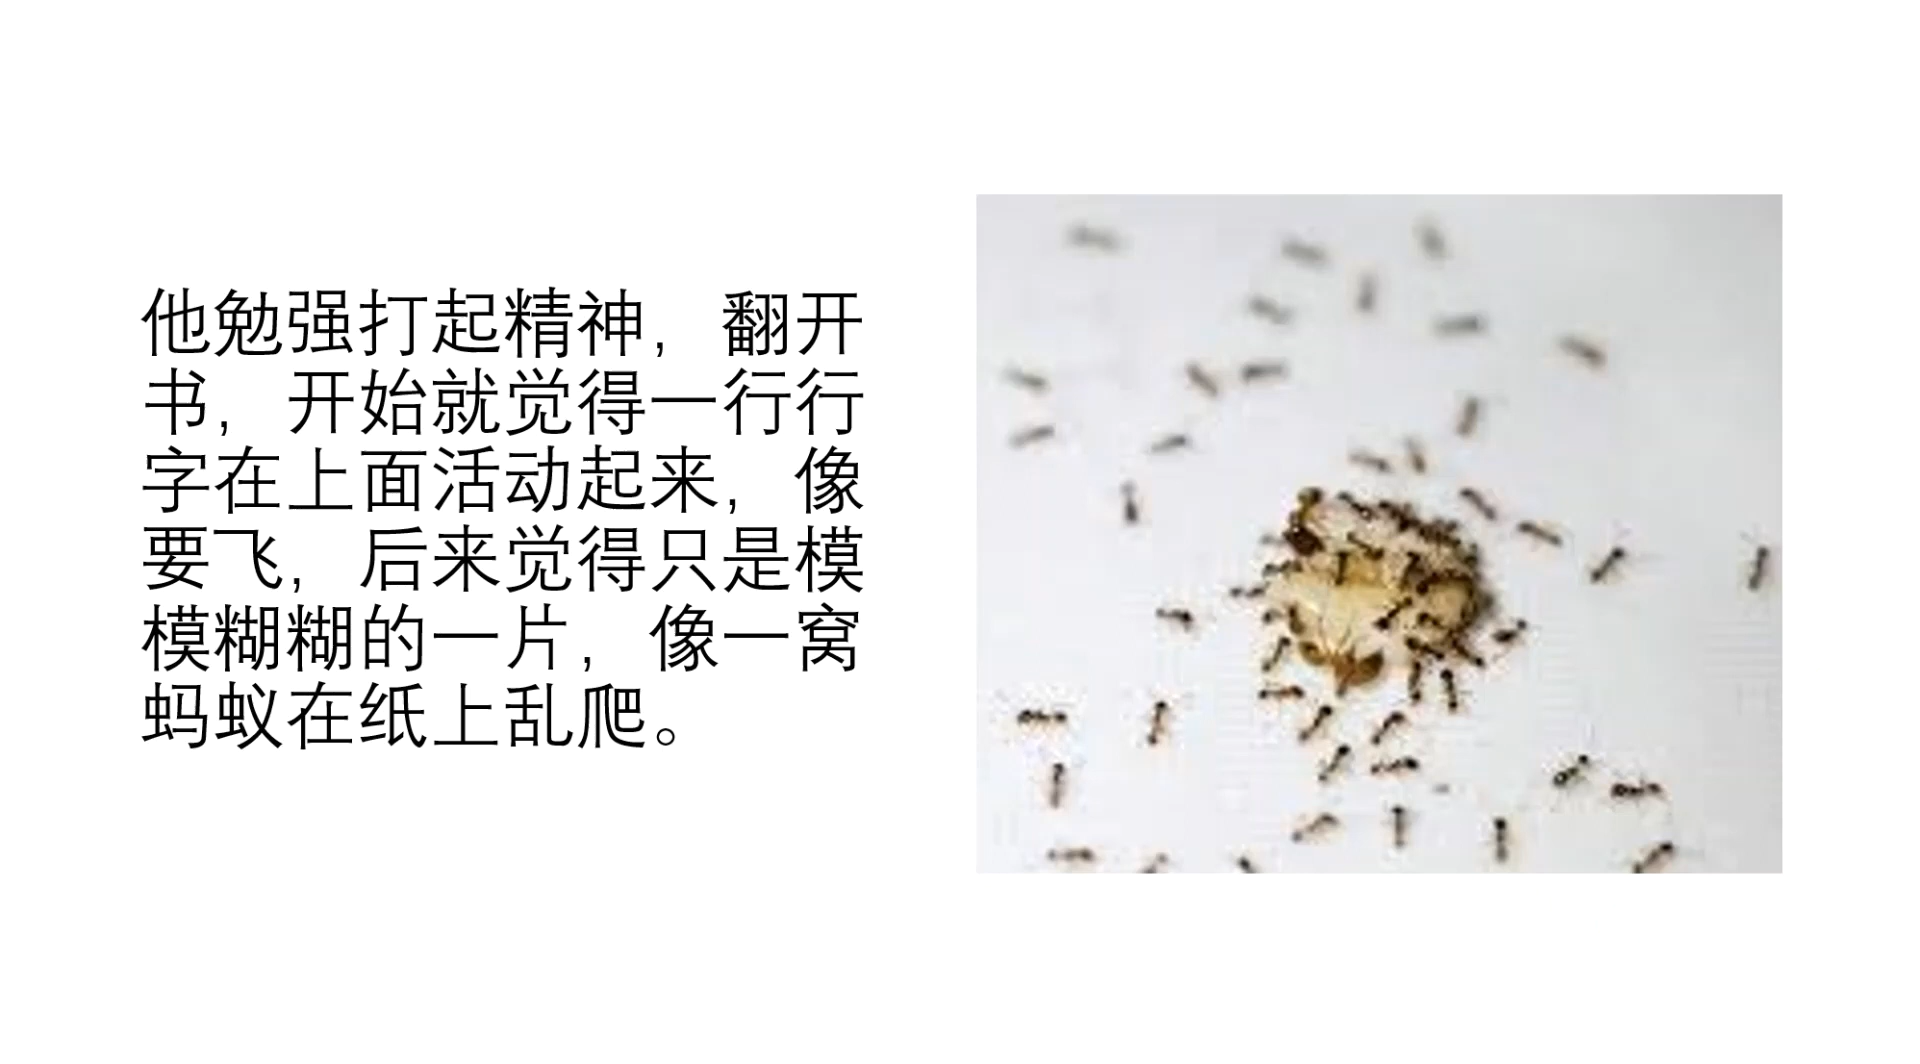 他勉强打起精神，翻开
书，开始就觉得一行行
字在上面活动起来，像
要飞，后来觉得只是模
模糊糊的一片，像一窝
蚂蚁在纸上乱爬。